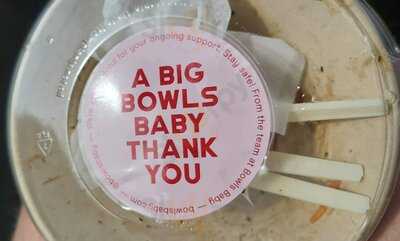 A BIG
BOWLS
BABY
THANK
YOU
for your ongoing support. Stay safe! From the team at Bowls Baby — bowlsbaby.com — @bowlsbaby —